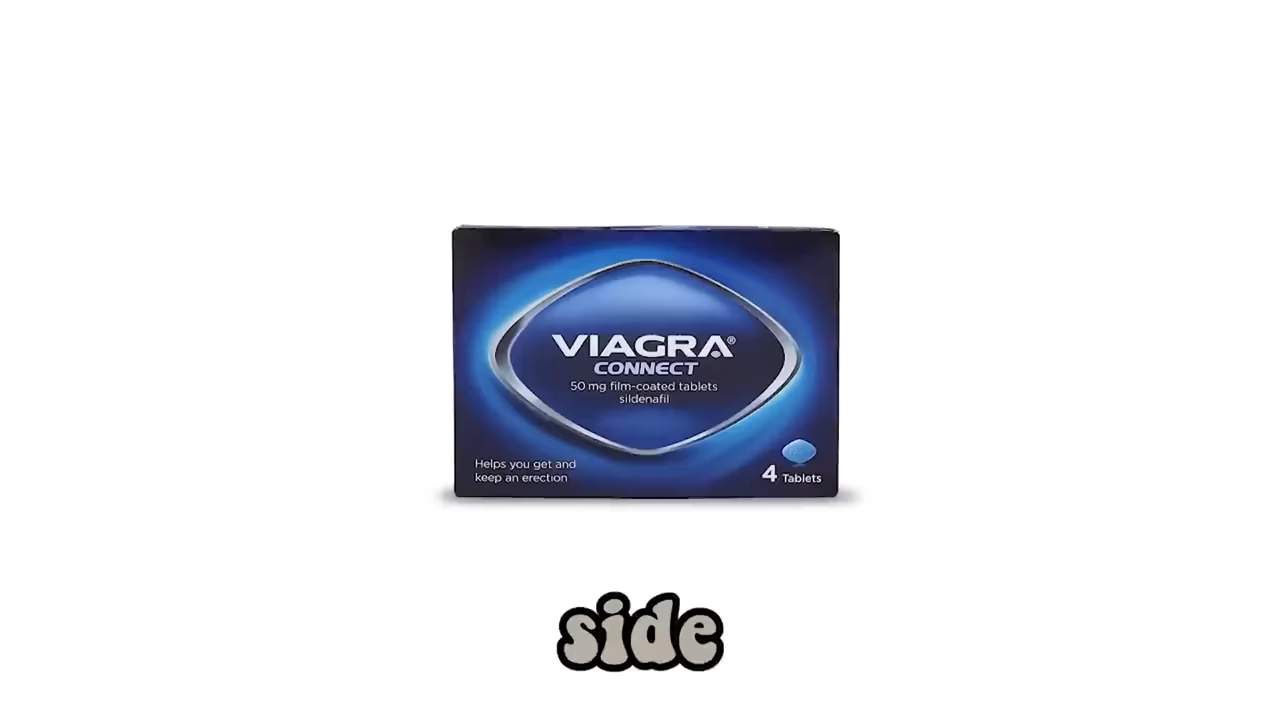 VIAGRA®
CONNECT
50 mg film-coated tablets
sildenafil
Helps you get and
keep an erection
4 Tablets
side